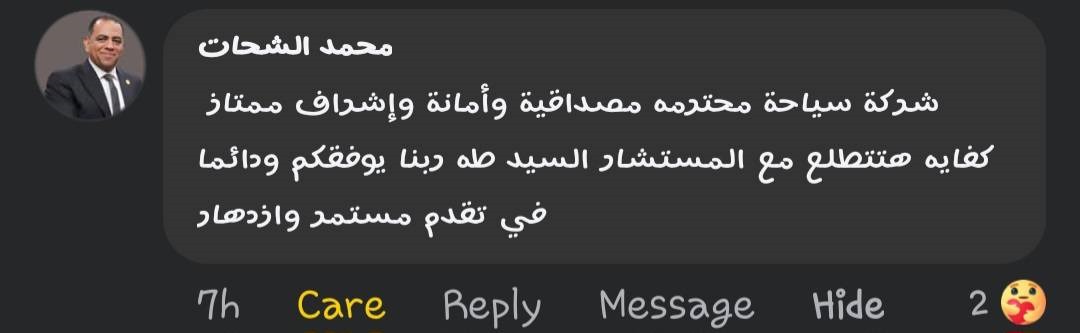 محمد الشحات
شركة سياحة محترمه مصداقية وأمانة وإشراف ممتاز
كفايه هتتطلع مع المستشار السيد طه ربنا يوفقكم ودائما
في تقدم مستمر وازدهار
7h Care Reply Message Hide 2